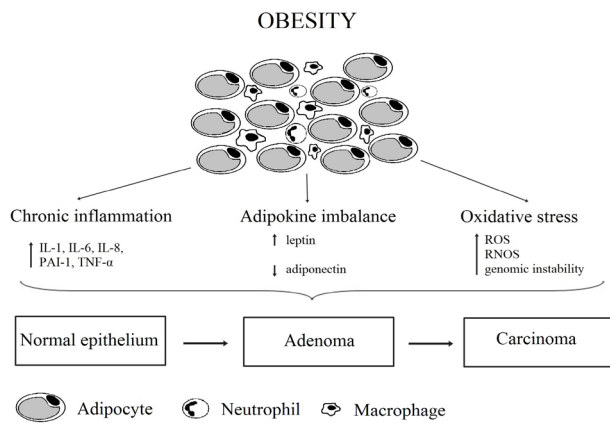 OBESITY
Chronic inflammation
Adipokine imbalance
Oxidative stress
IL-1, IL-6, IL-8,
PAI-1, TNF-α
leptin
adiponectin
ROS
RNOS
genomic instability
Normal epithelium
Adenoma
Carcinoma
Adipocyte
Neutrophil
Macrophage